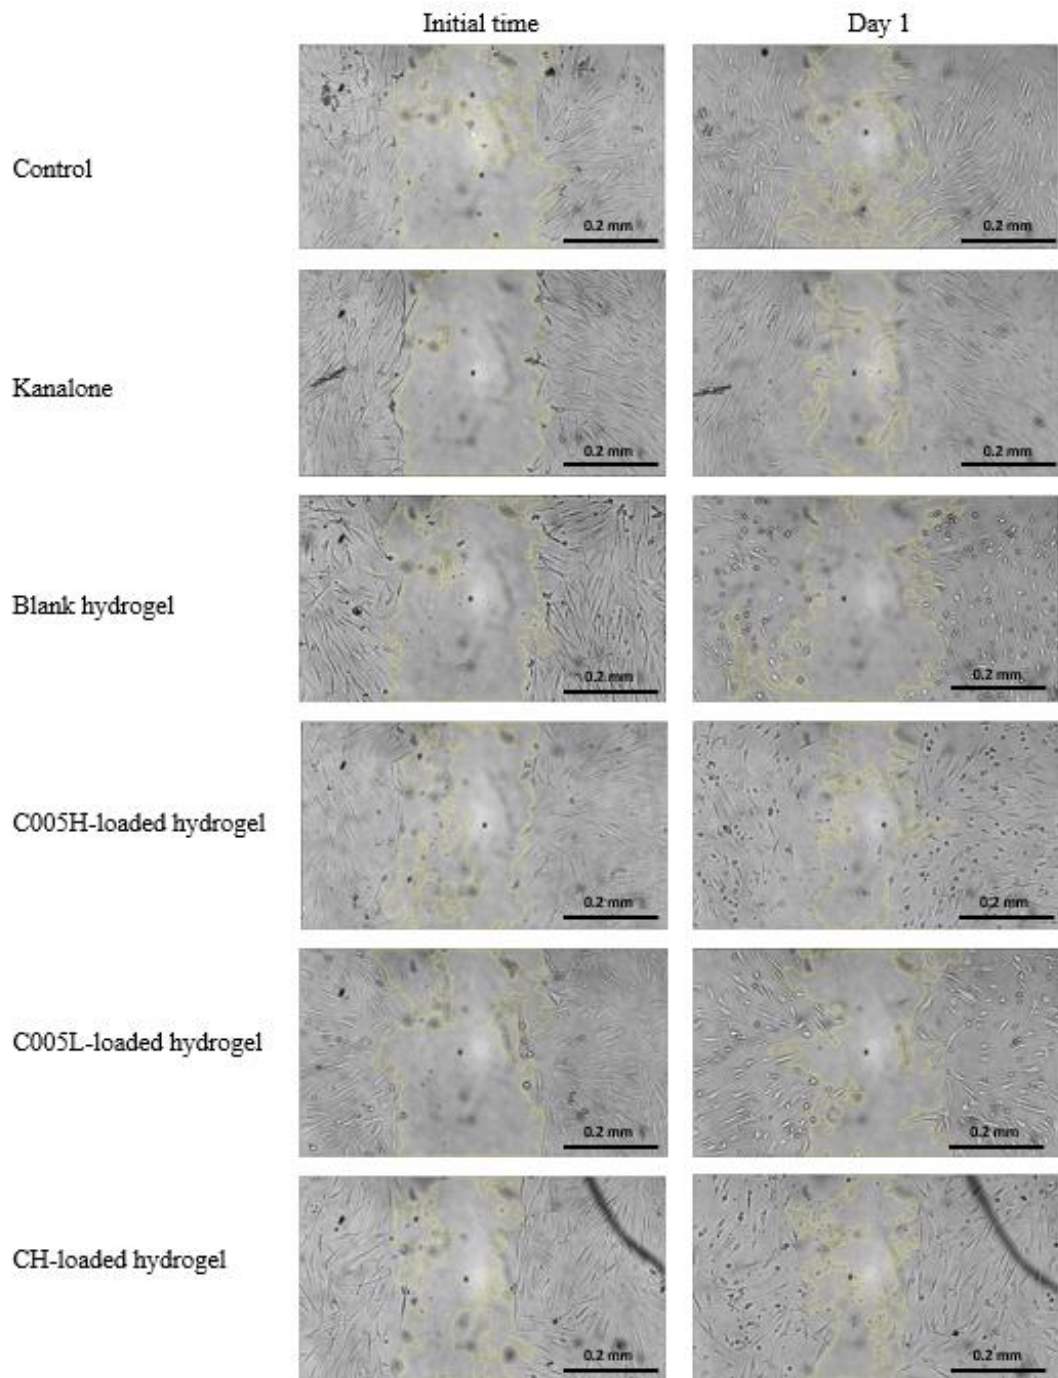 Initial time Day 1
Control
0.2 mm 0.2 mm
Kanalone
0.2 mm 0.2 mm
Blank hydrogel
0.2 mm 0.2 mm
C005H-loaded hydrogel
0.2 mm 0.2 mm
C005L-loaded hydrogel
0.2 mm 0.2 mm
CH-loaded hydrogel
0.2 mm 0.2 mm